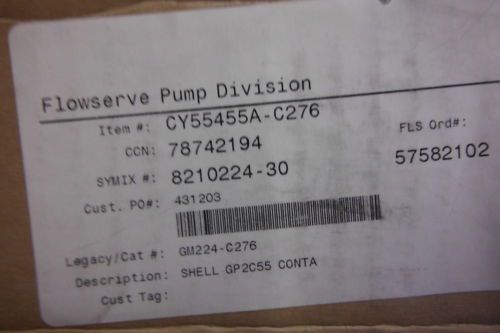 Flowserve Pump Division
Item #: CY55455A-C276
FLS Ord#:
CCN: 78742194
57582102
SYMIX #: 8210224-30
Cust. PO#: 431203
Legacy/Cat #: GM224-C276
Description: SHELL GP2C55 CONTA
Cust Tag: